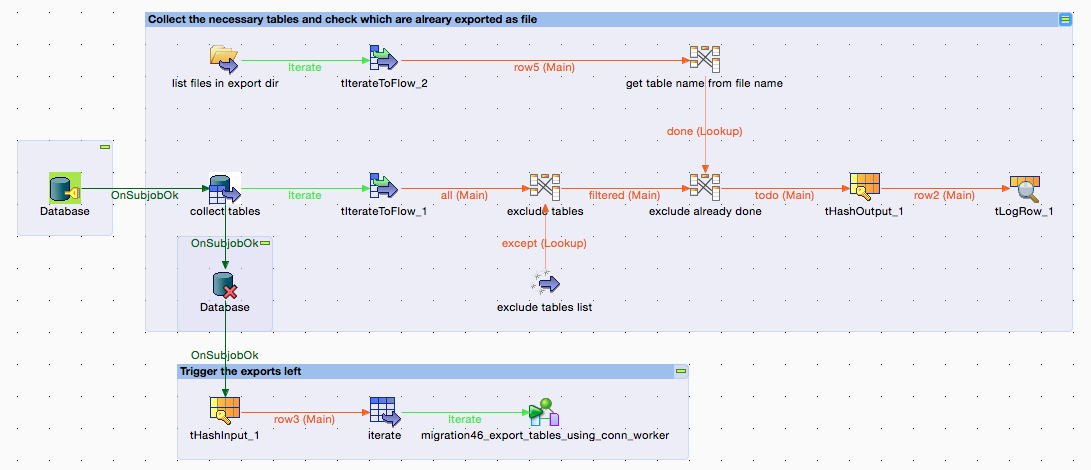 Collect the necessary tables and check which are alreary exported as file
Iterate
row5 (Main)
list files in export dir
tIterateToFlow_2
get table name from file name
done (Lookup)
OnSubjobOk
Iterate
all (Main)
filtered (Main)
todo (Main)
row2 (Main)
Database
collect tables
tIterateToFlow_1
exclude tables
exclude already done
tHashOutput_1
tLogRow_1
OnSubjobOk
except (Lookup)
Database
exclude tables list
OnSubjobOk
Trigger the exports left
row3 (Main)
Iterate
tHashInput_1
iterate
migration46_export_tables_using_conn_worker